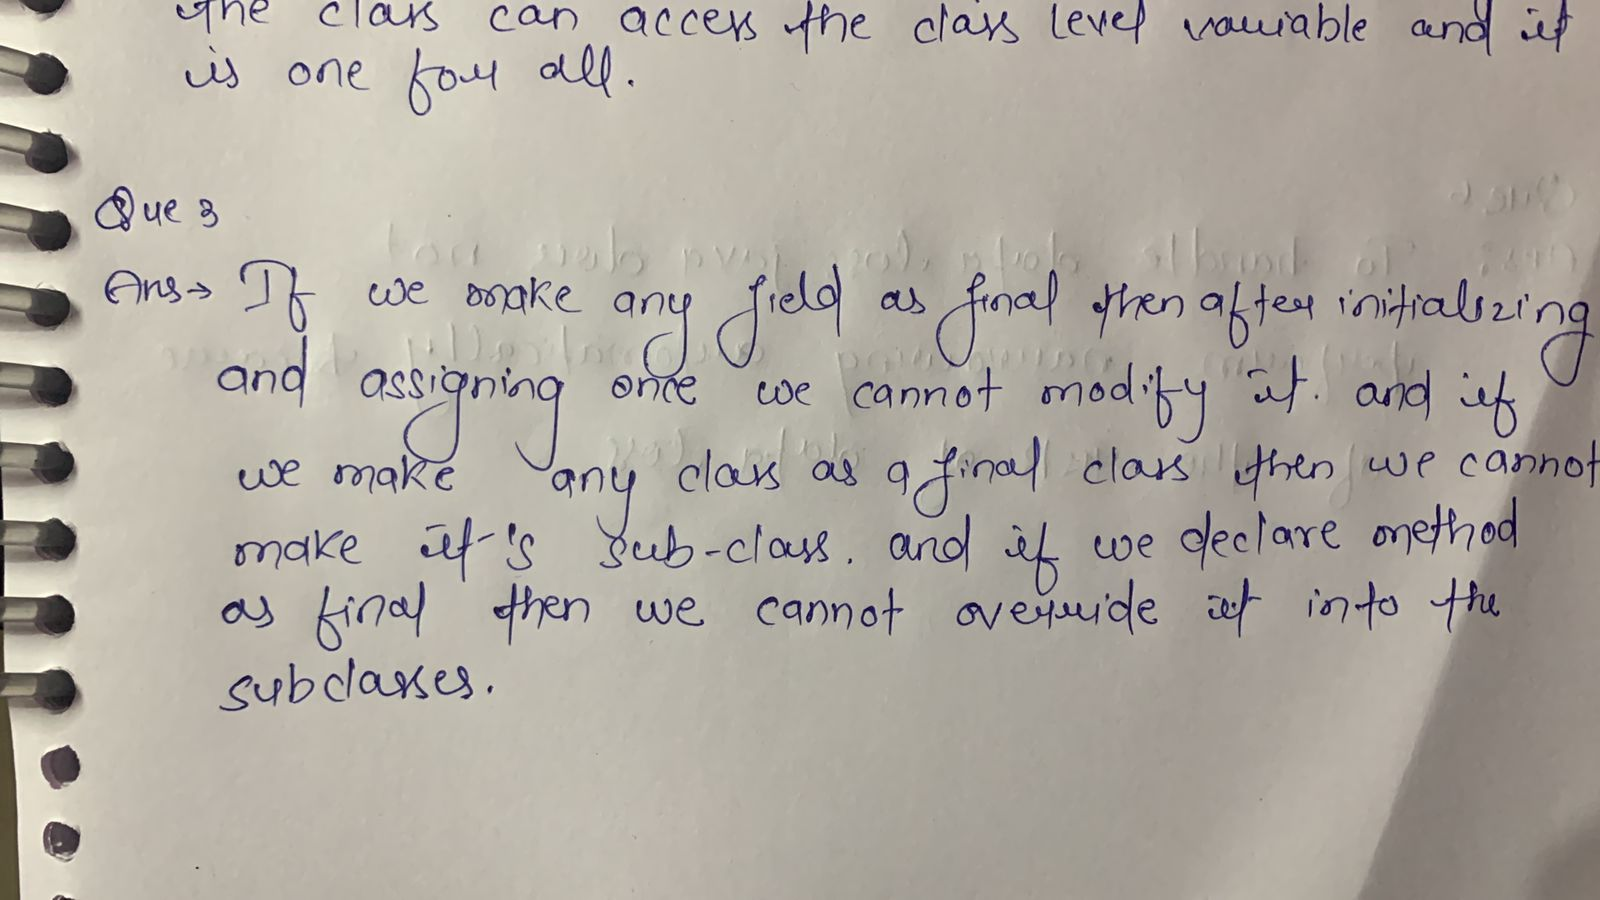 the class can access the class level variable and it
is one for all.
Que 3
Ans→ If we make any field as final then after initializing
and assigning once we cannot modify it. and if
we make any class as a final class then we cannot
make it's sub-class. and if we declare method
as final then we cannot override it into the
subclasses.